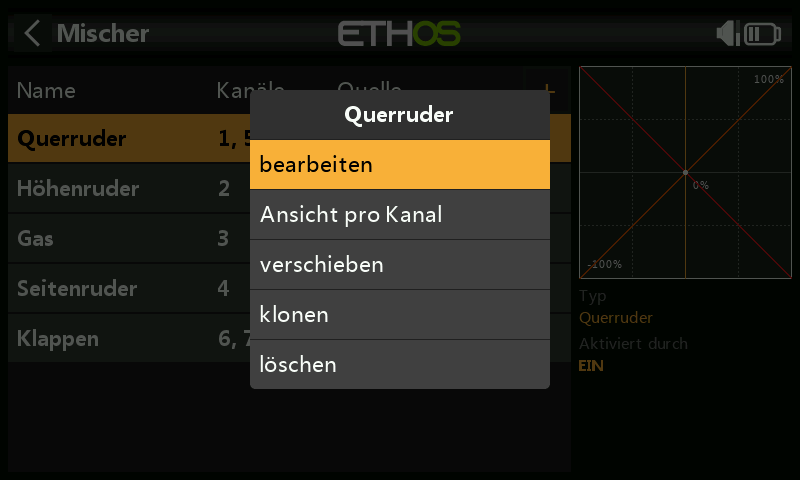 Mischer
ETHOS
Name Kanäle Quelle +
Querruder 1, 5
Höhenruder 2
Gas 3
Seitenruder 4
Klappen 6, 7
Querruder
bearbeiten
Ansicht pro Kanal
verschieben
klonen
löschen
100%
0%
-100%
Typ
Querruder
Aktiviert durch
EIN